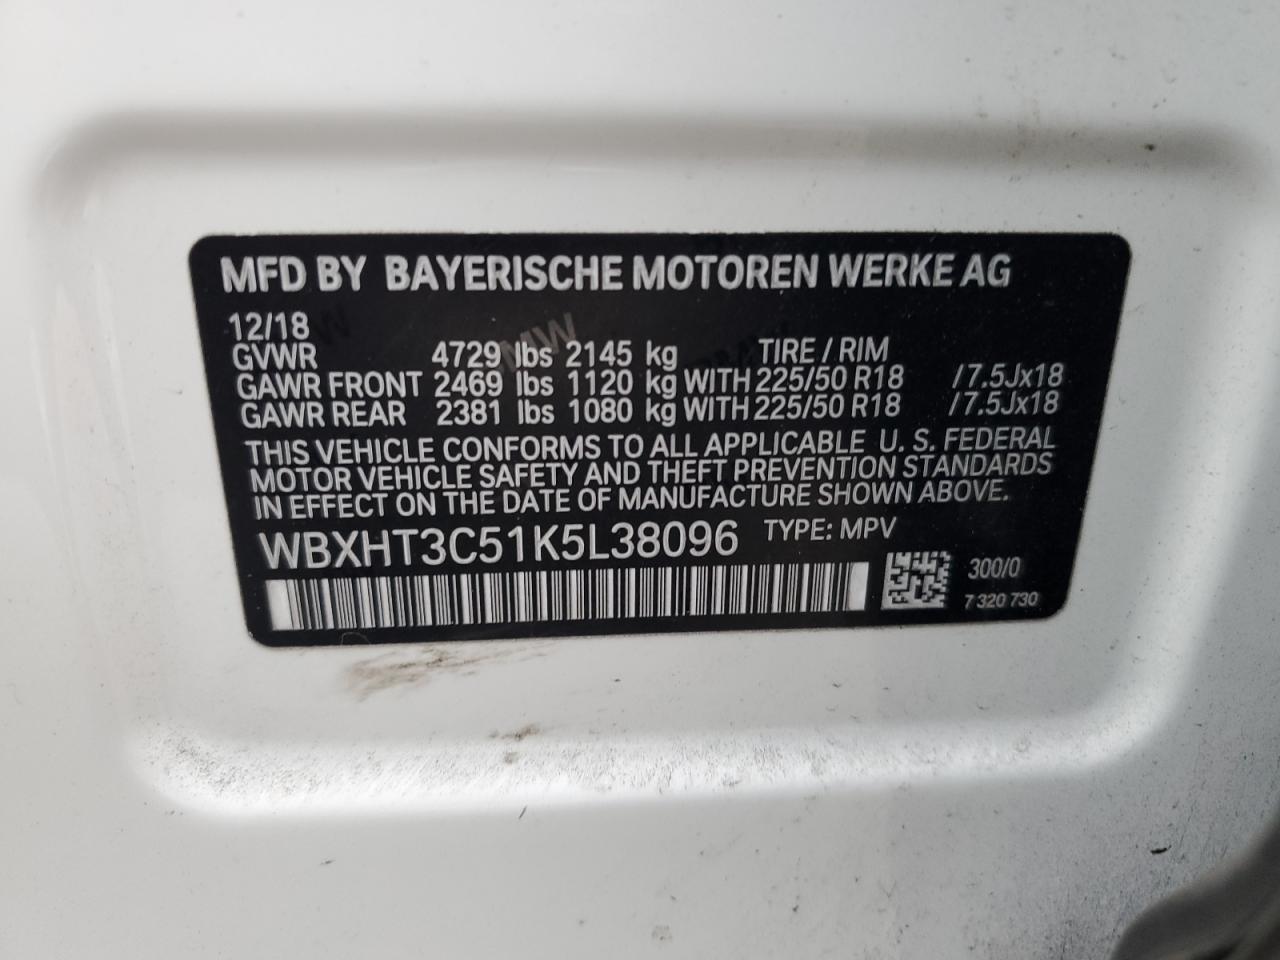 MFD BY BAYERISCHE MOTOREN WERKE AG
12/18
GVWR 4729 lbs 2145 kg TIRE / RIM
GAWR FRONT 2469 lbs 1120 kg WITH 225/50 R18 /7.5Jx18
GAWR REAR 2381 lbs 1080 kg WITH 225/50 R18 /7.5Jx18
THIS VEHICLE CONFORMS TO ALL APPLICABLE U. S. FEDERAL
MOTOR VEHICLE SAFETY AND THEFT PREVENTION STANDARDS
IN EFFECT ON THE DATE OF MANUFACTURE SHOWN ABOVE.
WBXHT3C51K5L38096 TYPE: MPV
300/0
7 320 730